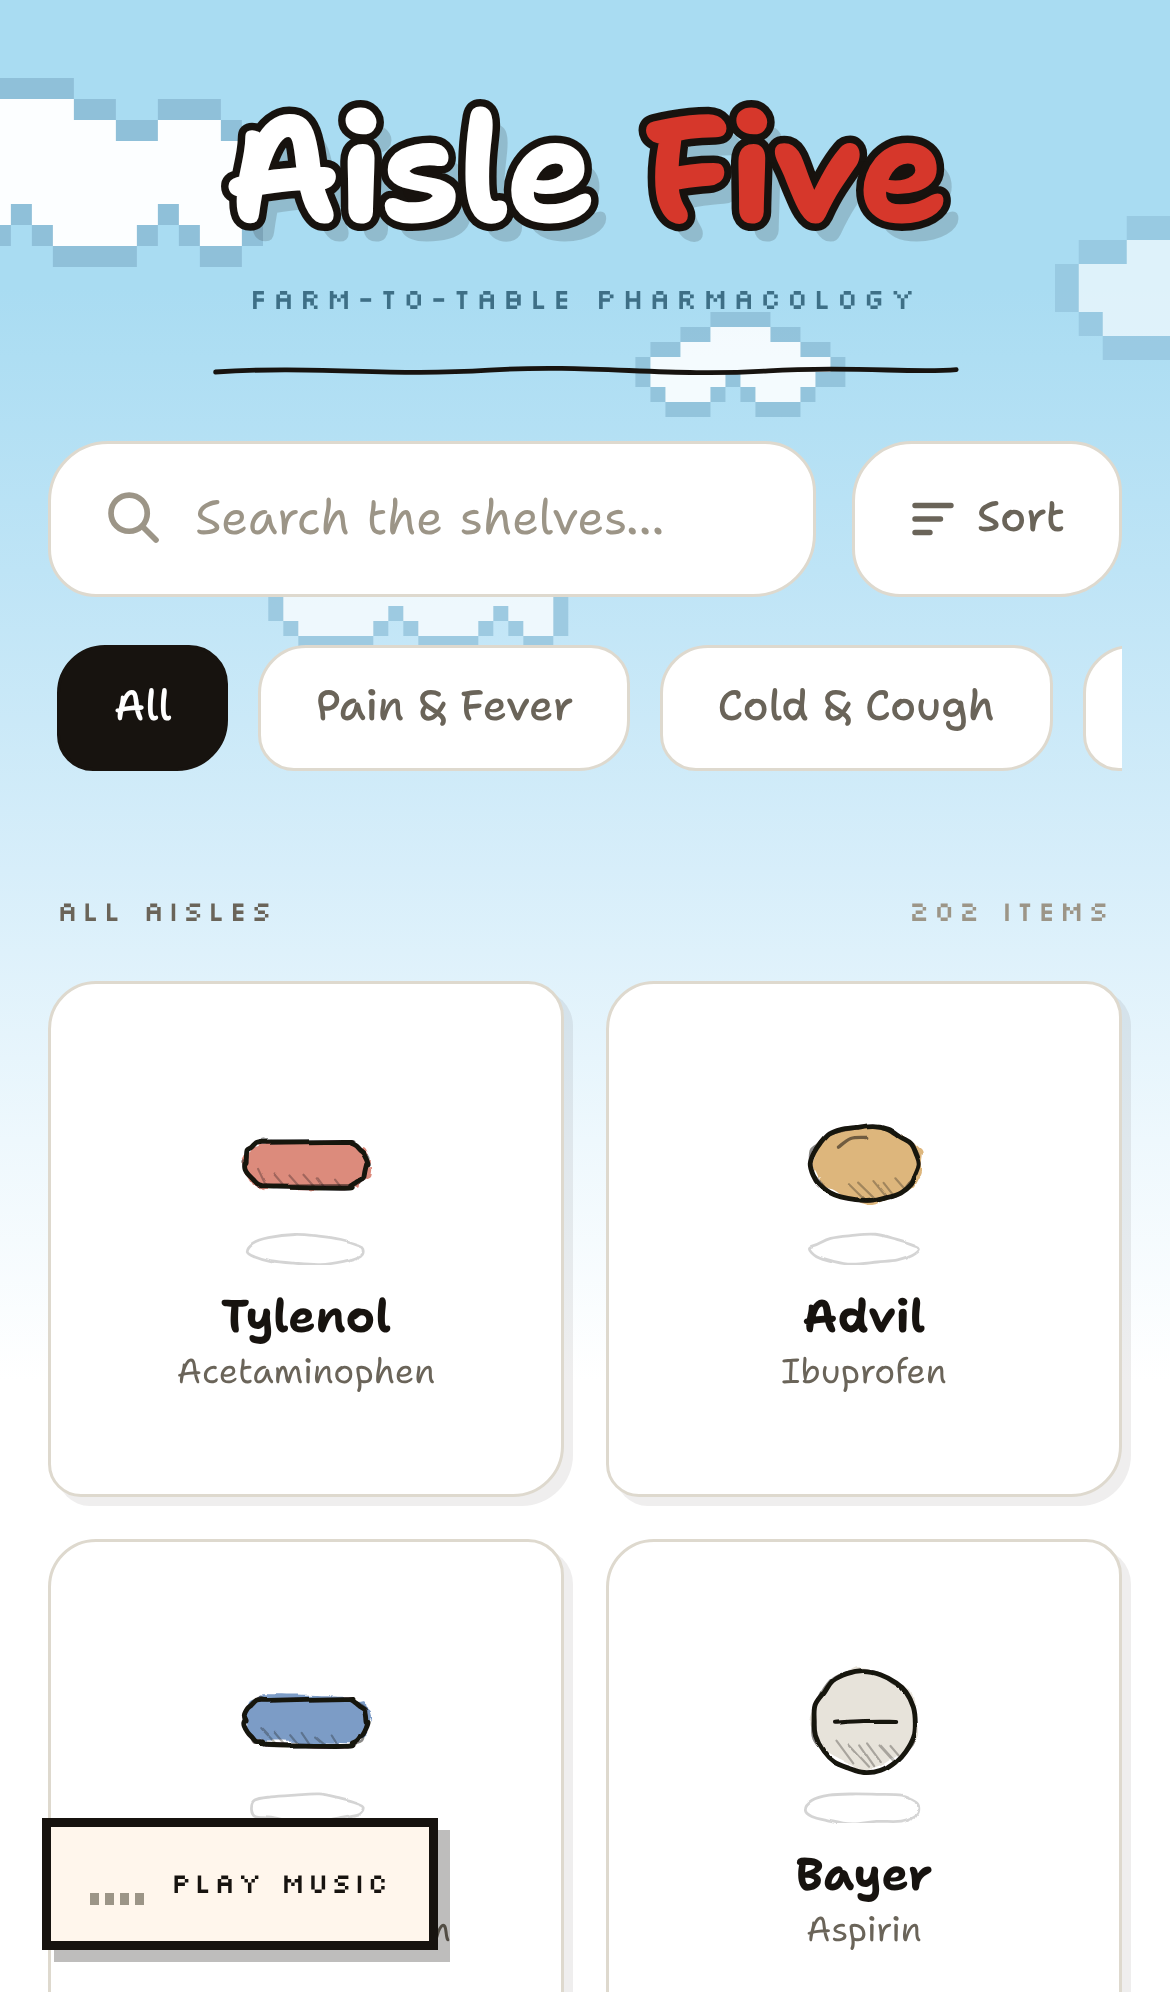 Aisle Five
FARM-TO-TABLE PHARMACOLOGY
Search the shelves...
Sort
All
Pain & Fever
Cold & Cough
ALL AISLES
202 ITEMS
Tylenol
Acetaminophen
Advil
Ibuprofen
PLAY MUSIC
Bayer
Aspirin